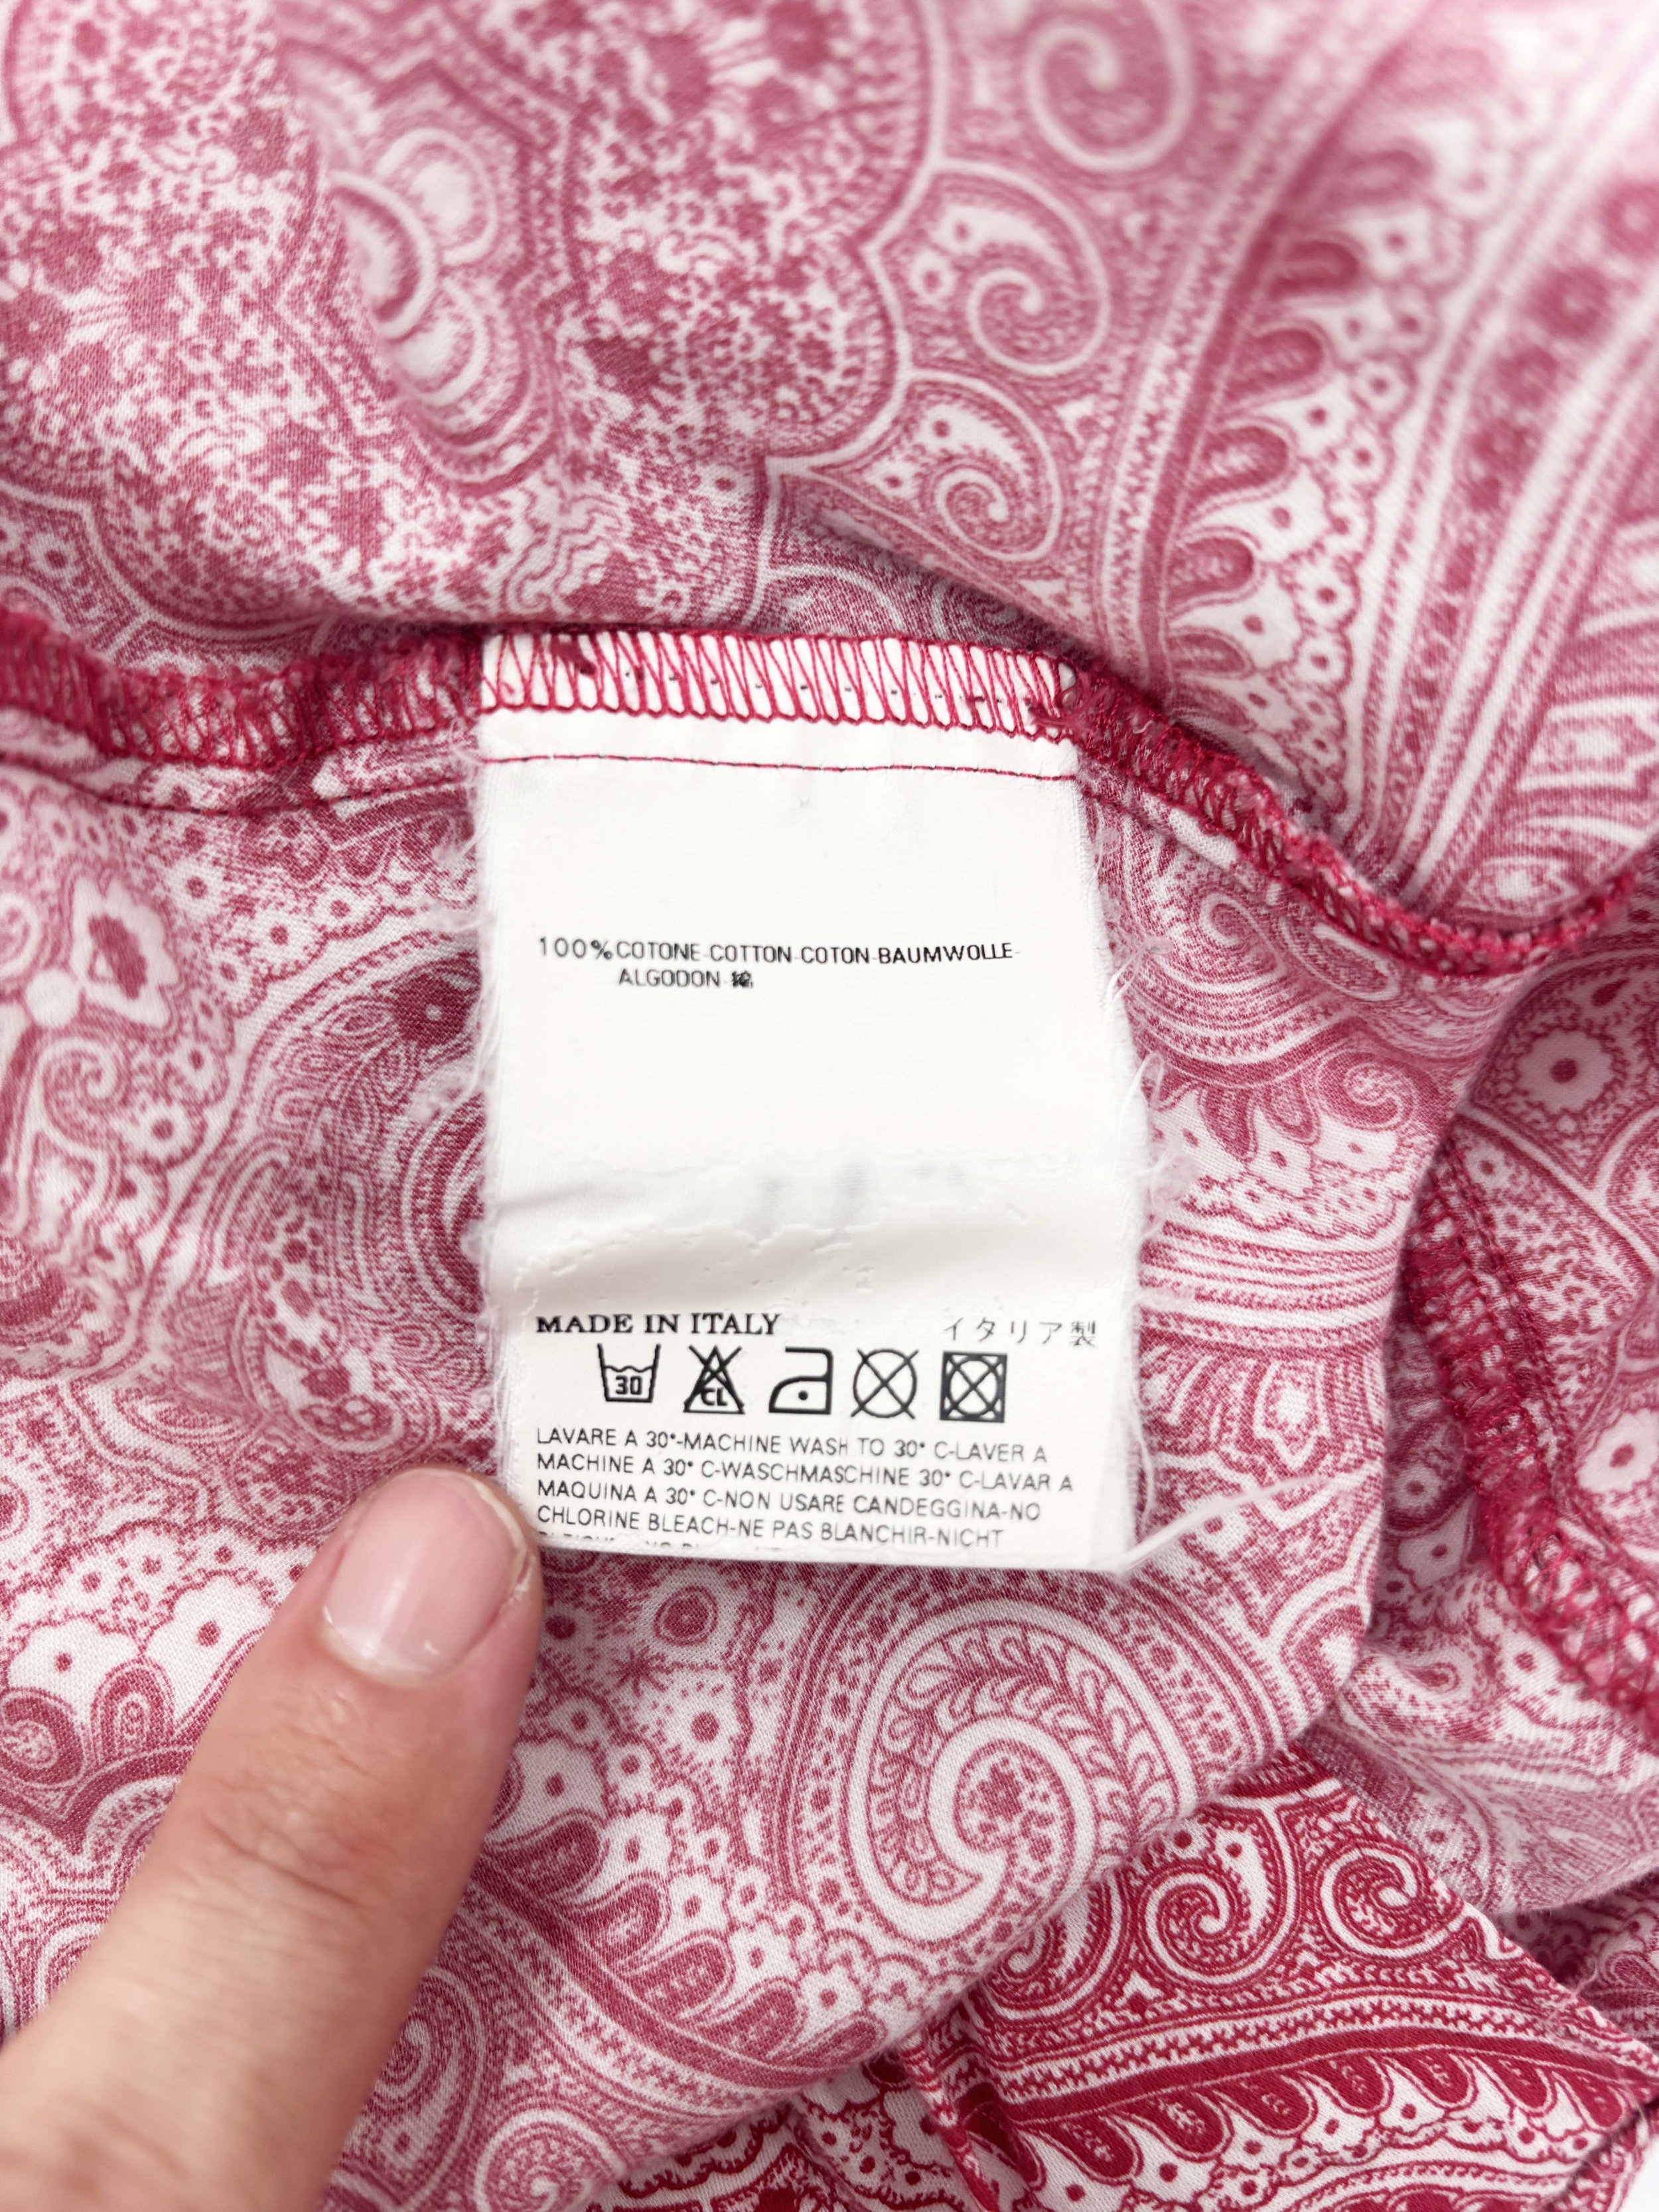 100% COTONE-COTTON-COTON-BAUMWOLLE-
ALGODON-綿
MADE IN ITALY イタリア製
30 CL
LAVARE A 30°-MACHINE WASH TO 30° C-LAVER A
MACHINE A 30° C-WASCHMASCHINE 30° C-LAVAR A
MAQUINA A 30° C-NON USARE CANDEGGINA-NO
CHLORINE BLEACH-NE PAS BLANCHIR-NICHT